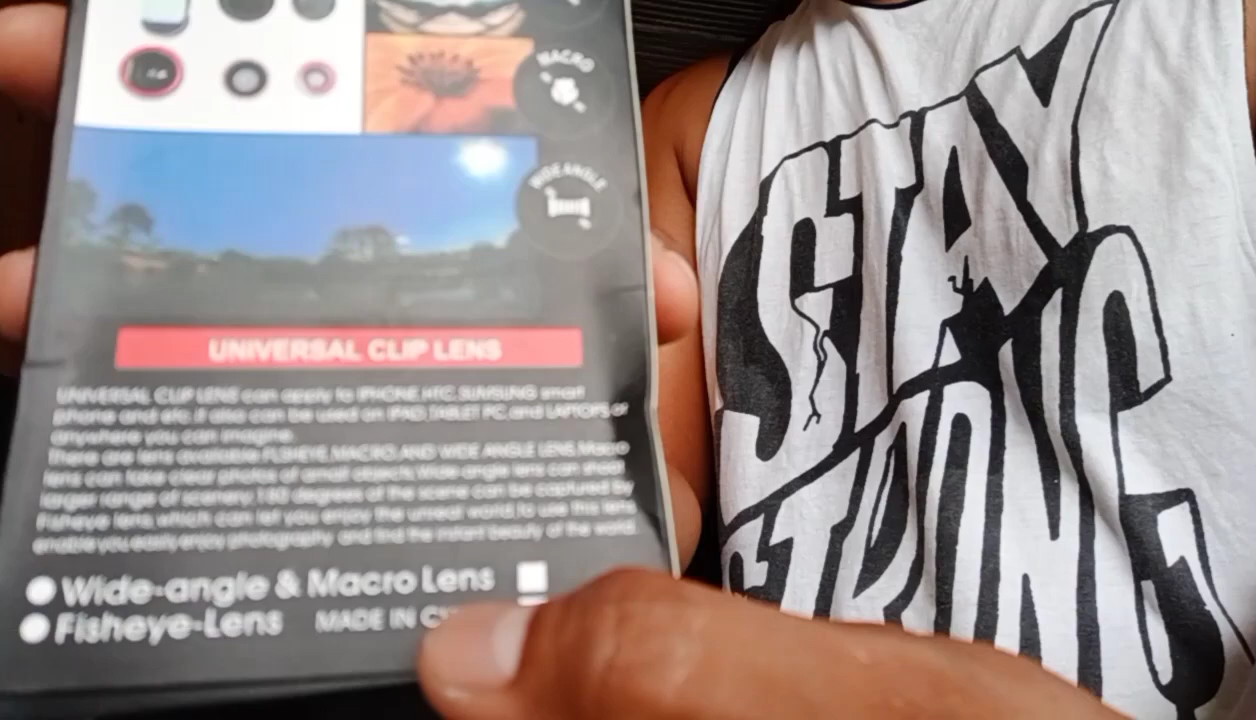 MACRO
WIDE ANGLE
UNIVERSAL CLIP LENS
UNIVERSAL CLIP LENS can apply to IPHONE,HTC,SUMSUNG smart
phone and etc.it also can be used on IPAD,TABLET PC,and LAPTOPS or
anywhere you can imagine.
There are lens available:FLSHEYE,MACRO,AND WIDE ANGLE LENS,Macro
lens can take clear photos of small objects.Wide angle lens can shoot
larger range of scenery.180 degrees of the scene can be captured by
Fisheye lens,which can let you enjoy the unreal world.to use this lens
enable you easily enjoy photography and find the instant beauty of the world.
Wide-angle & Macro Lens
Fisheye-Lens MADE IN
STAY
STRONG